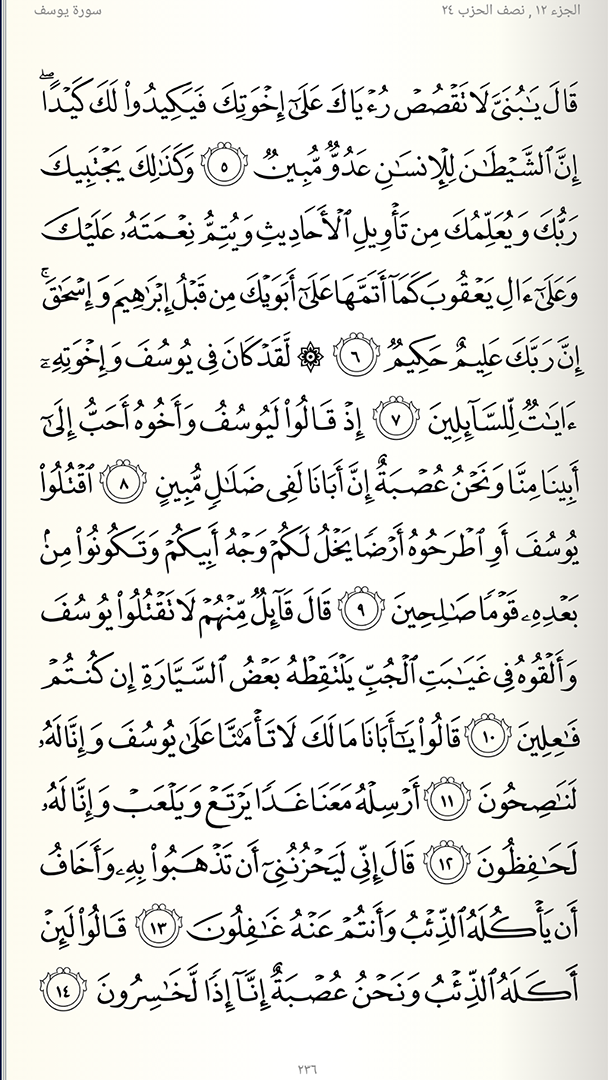 الجزء ١٢, نصف الحزب ٢٤
سورة يوسف
قَالَ يَٰبُنَىَّ لَا تَقۡصُصۡ رُءۡيَاكَ عَلَىٰٓ إِخۡوَتِكَ فَيَكِيدُواْ لَكَ كَيۡدًاۖ
إِنَّ ٱلشَّيۡطَٰنَ لِلۡإِنسَٰنِ عَدُوّٞ مُّبِينٞ ٥ وَكَذَٰلِكَ يَجۡتَبِيكَ
رَبُّكَ وَيُعَلِّمُكَ مِن تَأۡوِيلِ ٱلۡأَحَادِيثِ وَيُتِمُّ نِعۡمَتَهُۥ عَلَيۡكَ
وَعَلَىٰٓ ءَالِ يَعۡقُوبَ كَمَآ أَتَمَّهَا عَلَىٰٓ أَبَوَيۡكَ مِن قَبۡلُ إِبۡرَٰهِيمَ وَإِسۡحَٰقَۚ
إِنَّ رَبَّكَ عَلِيمٌ حَكِيمٞ ٦ ۞ لَّقَدۡ كَانَ فِى يُوسُفَ وَإِخۡوَتِهِۦٓ
ءَايَٰتٞ لِّلسَّآئِلِينَ ٧ إِذۡ قَالُواْ لَيُوسُفُ وَأَخُوهُ أَحَبُّ إِلَىٰٓ
أَبِينَا مِنَّا وَنَحۡنُ عُصۡبَةٌ إِنَّ أَبَانَا لَفِى ضَلَٰلٖ مُّبِينٍ ٨ ٱقۡتُلُواْ
يُوسُفَ أَوِ ٱطۡرَحُوهُ أَرۡضٗا يَخۡلُ لَكُمۡ وَجۡهُ أَبِيكُمۡ وَتَكُونُواْ مِنۢ
بَعۡدِهِۦ قَوۡمٗا صَٰلِحِينَ ٩ قَالَ قَآئِلٞ مِّنۡهُمۡ لَا تَقۡتُلُواْ يُوسُفَ
وَأَلۡقُوهُ فِى غَيَٰبَتِ ٱلۡجُبِّ يَلۡتَقِطۡهُ بَعۡضُ ٱلسَّيَّارَةِ إِن كُنتُمۡ
فَٰعِلِينَ ١٠ قَالُواْ يَٰٓأَبَانَا مَا لَكَ لَا تَأۡمَ۬نَّا عَلَىٰ يُوسُفَ وَإِنَّا لَهُۥ
لَنَٰصِحُونَ ١١ أَرۡسِلۡهُ مَعَنَا غَدٗا يَرۡتَعۡ وَيَلۡعَبۡ وَإِنَّا لَهُۥ
لَحَٰفِظُونَ ١٢ قَالَ إِنِّى لَيَحۡزُنُنِىٓ أَن تَذۡهَبُواْ بِهِۦ وَأَخَافُ
أَن يَأۡكُلَهُ ٱلذِّئۡبُ وَأَنتُمۡ عَنۡهُ غَٰفِلُونَ ١٣ قَالُواْ لَئِنۡ
أَكَلَهُ ٱلذِّئۡبُ وَنَحۡنُ عُصۡبَةٌ إِنَّآ إِذٗا لَّخَٰسِرُونَ ١٤
٢٣٦